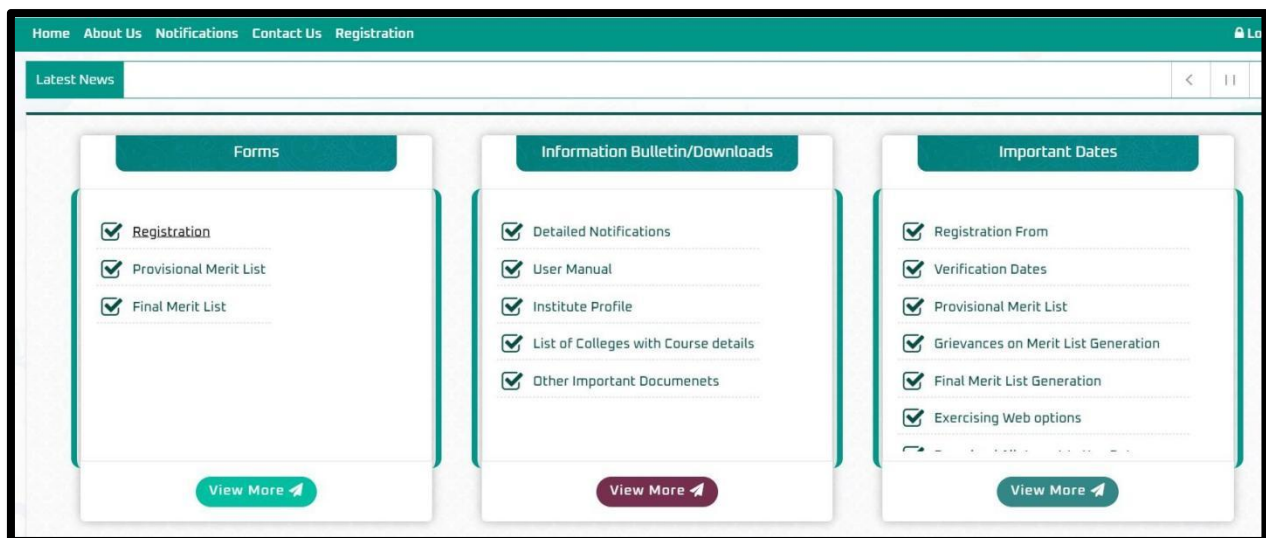 Home About Us Notifications Contact Us Registration Lo
Latest News
Forms
Registration
Provisional Merit List
Final Merit List
View More
Information Bulletin/Downloads
Detailed Notifications
User Manual
Institute Profile
List of Colleges with Course details
Other Important Documenets
View More
Important Dates
Registration From
Verification Dates
Provisional Merit List
Grievances on Merit List Generation
Final Merit List Generation
Exercising Web options
View More